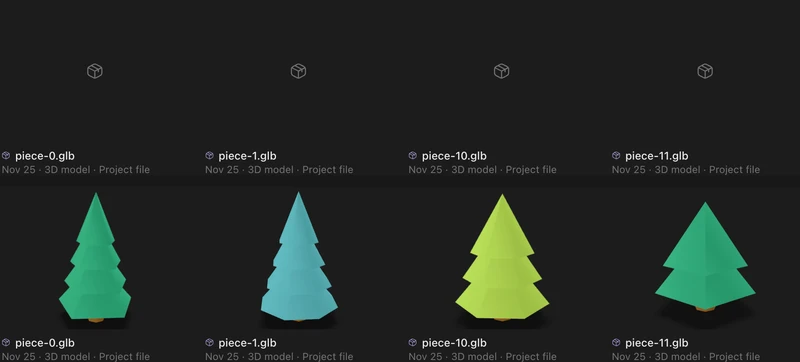 piece-0.glb
Nov 25 · 3D model · Project file
piece-1.glb
Nov 25 · 3D model · Project file
piece-10.glb
Nov 25 · 3D model · Project file
piece-11.glb
Nov 25 · 3D model · Project file
piece-0.glb
Nov 25 · 3D model · Project file
piece-1.glb
Nov 25 · 3D model · Project file
piece-10.glb
Nov 25 · 3D model · Project file
piece-11.glb
Nov 25 · 3D model · Project file